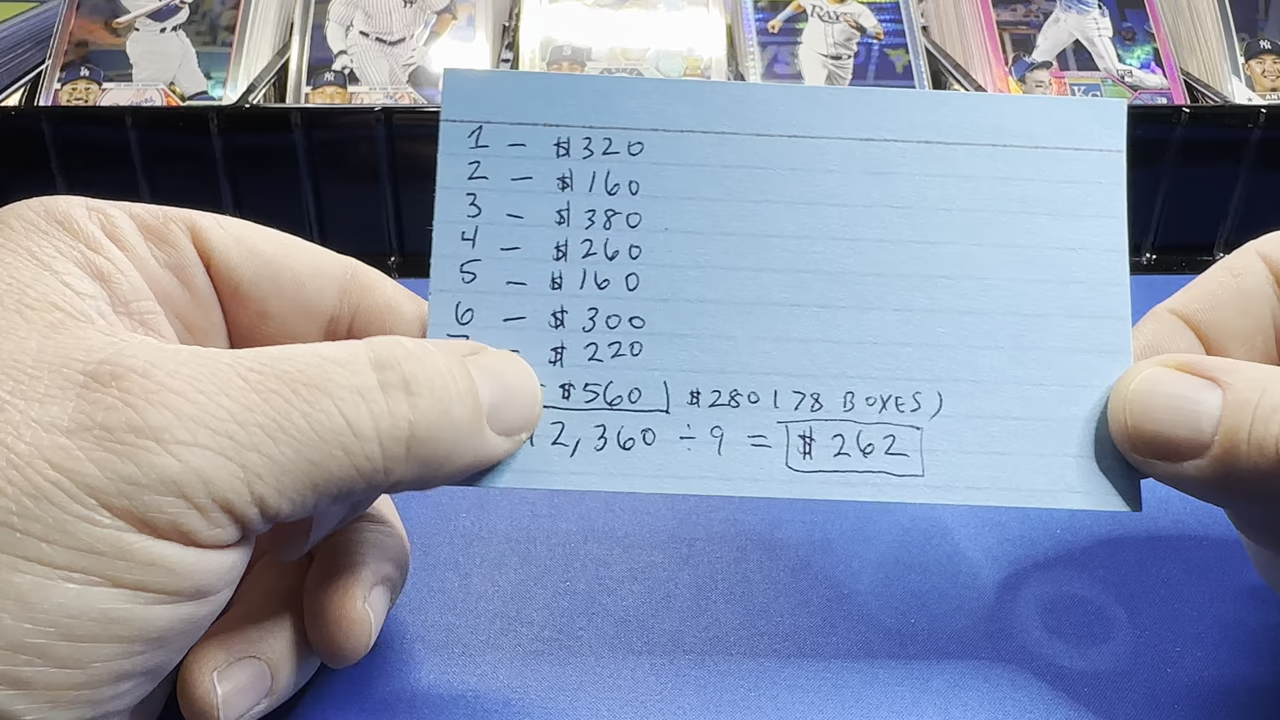 RAYS
1 - $320
2 - $160
3 - $380
4 - $260
5 - $160
6 - $300
- $220
- $560 | $280 (78 BOXES)
2,360 ÷ 9 = $262